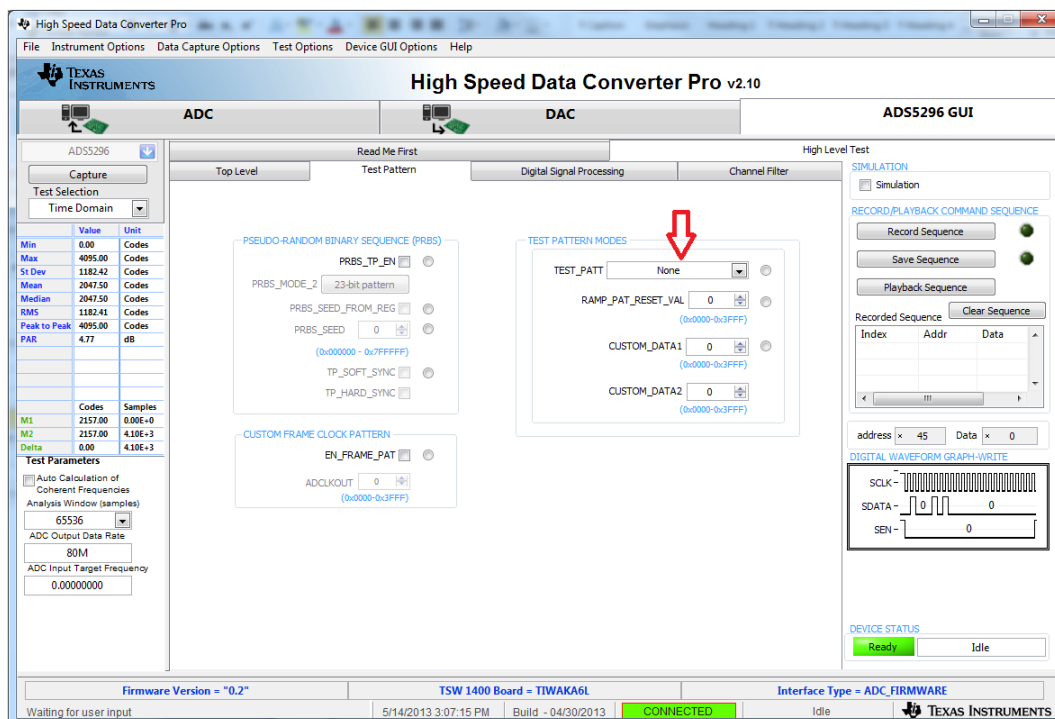 High Speed Data Converter Pro
File Instrument Options Data Capture Options Test Options Device GUI Options Help
TEXAS INSTRUMENTS
High Speed Data Converter Pro v2.10
ADC
DAC
ADS5296 GUI
ADS5296
Capture
Test Selection
Time Domain
Value Unit
Min 0.00 Codes
Max 4095.00 Codes
St Dev 1182.42 Codes
Mean 2047.50 Codes
Median 2047.50 Codes
RMS 1182.41 Codes
Peak to Peak 4095.00 Codes
PAR 4.77 dB
Codes Samples
M1 2157.00 0.00E+0
M2 2157.00 4.10E+3
Delta 0.00 4.10E+3
Test Parameters
Auto Calculation of
Coherent Frequencies
Analysis Window (samples)
65536
ADC Output Data Rate
80M
ADC Input Target Frequency
0.00000000
Read Me First
High Level Test
Top Level
Test Pattern
Digital Signal Processing
Channel Filter
PSEUDO-RANDOM BINARY SEQUENCE (PRBS)
PRBS_TP_EN
PRBS_MODE_2 23-bit pattern
PRBS_SEED_FROM_REG
PRBS_SEED 0
(0x000000 - 0x7FFFFF)
TP_SOFT_SYNC
TP_HARD_SYNC
CUSTOM FRAME CLOCK PATTERN
EN_FRAME_PAT
ADCLKOUT 0
(0x0000-0x3FFF)
TEST PATTERN MODES
TEST_PATT None
RAMP_PAT_RESET_VAL 0
(0x0000-0x3FFF)
CUSTOM_DATA1 0
(0x0000-0x3FFF)
CUSTOM_DATA2 0
(0x0000-0x3FFF)
SIMULATION
Simulation
RECORD/PLAYBACK COMMAND SEQUENCE
Record Sequence
Save Sequence
Playback Sequence
Recorded Sequence Clear Sequence
Index Addr Data
address x 45 Data x 0
DIGITAL WAVEFORM GRAPH-WRITE
SCLK
SDATA 0 0
SEN 0
DEVICE STATUS
Ready Idle
Firmware Version = "0.2"
TSW 1400 Board = TIWAKA6L
Interface Type = ADC_FIRMWARE
Waiting for user input
5/14/2013 3:07:15 PM
Build - 04/30/2013
CONNECTED
Idle
TEXAS INSTRUMENTS